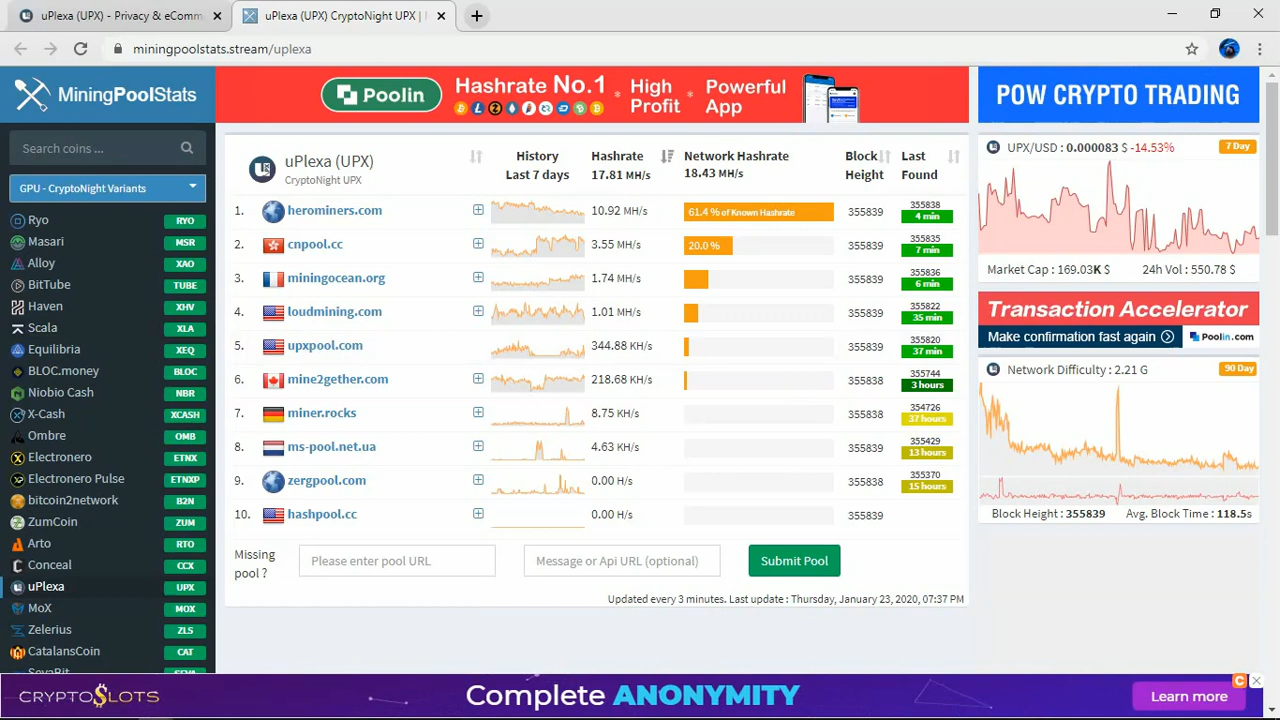 uPlexa (UPX) - Privacy & eComm
uPlexa (UPX) CryptoNight UPX |
miningpoolstats.stream/uplexa
MiningPoolStats
Search coins ...
GPU - CryptoNight Variants
Ryo RYO
Masari MSR
Alloy XAO
BitTube TUBE
Haven XHV
Scala XLA
Equilibria XEQ
BLOC.money BLOC
Niobio Cash NBR
X-Cash XCASH
Ombre OMB
Electronero ETNX
Electronero Pulse ETNXP
bitcoin2network B2N
ZumCoin ZUM
Arto RTO
Conceal CCX
uPlexa UPX
MoX MOX
Zelerius ZLS
CatalansCoin CAT
Poolin
Hashrate No.1
* High Profit * Powerful App
uPlexa (UPX)
CryptoNight UPX
History
Last 7 days
Hashrate
17.81 MH/s
Network Hashrate
18.43 MH/s
Block
Height
Last
Found
1. herominers.com 10.92 MH/s 61.4 % of Known Hashrate 355839 355838 4 min
2. cnpool.cc 3.55 MH/s 20.0 % 355839 355835 7 min
3. miningocean.org 1.74 MH/s 355839 355836 6 min
4. loudmining.com 1.01 MH/s 355839 355822 35 min
5. upxpool.com 344.88 KH/s 355839 355820 37 min
6. mine2gether.com 218.68 KH/s 355838 355744 3 hours
7. miner.rocks 8.75 KH/s 355838 354726 37 hours
8. ms-pool.net.ua 4.63 KH/s 355838 355429 13 hours
9. zergpool.com 0.00 H/s 355838 355370 15 hours
10. hashpool.cc 0.00 H/s 355839
Missing
pool ?
Please enter pool URL
Message or Api URL (optional)
Submit Pool
Updated every 3 minutes. Last update : Thursday, January 23, 2020, 07:37 PM
POW CRYPTO TRADING
UPX/USD : 0.000083 $ -14.53% 7 Day
Market Cap : 169.03K $ 24h Vol : 550.78 $
Transaction Accelerator
Make confirmation fast again Poolin.com
Network Difficulty : 2.21 G 90 Day
Block Height : 355839 Avg. Block Time : 118.5s
CRYPTOSLOTS
Complete ANONYMITY
Learn more